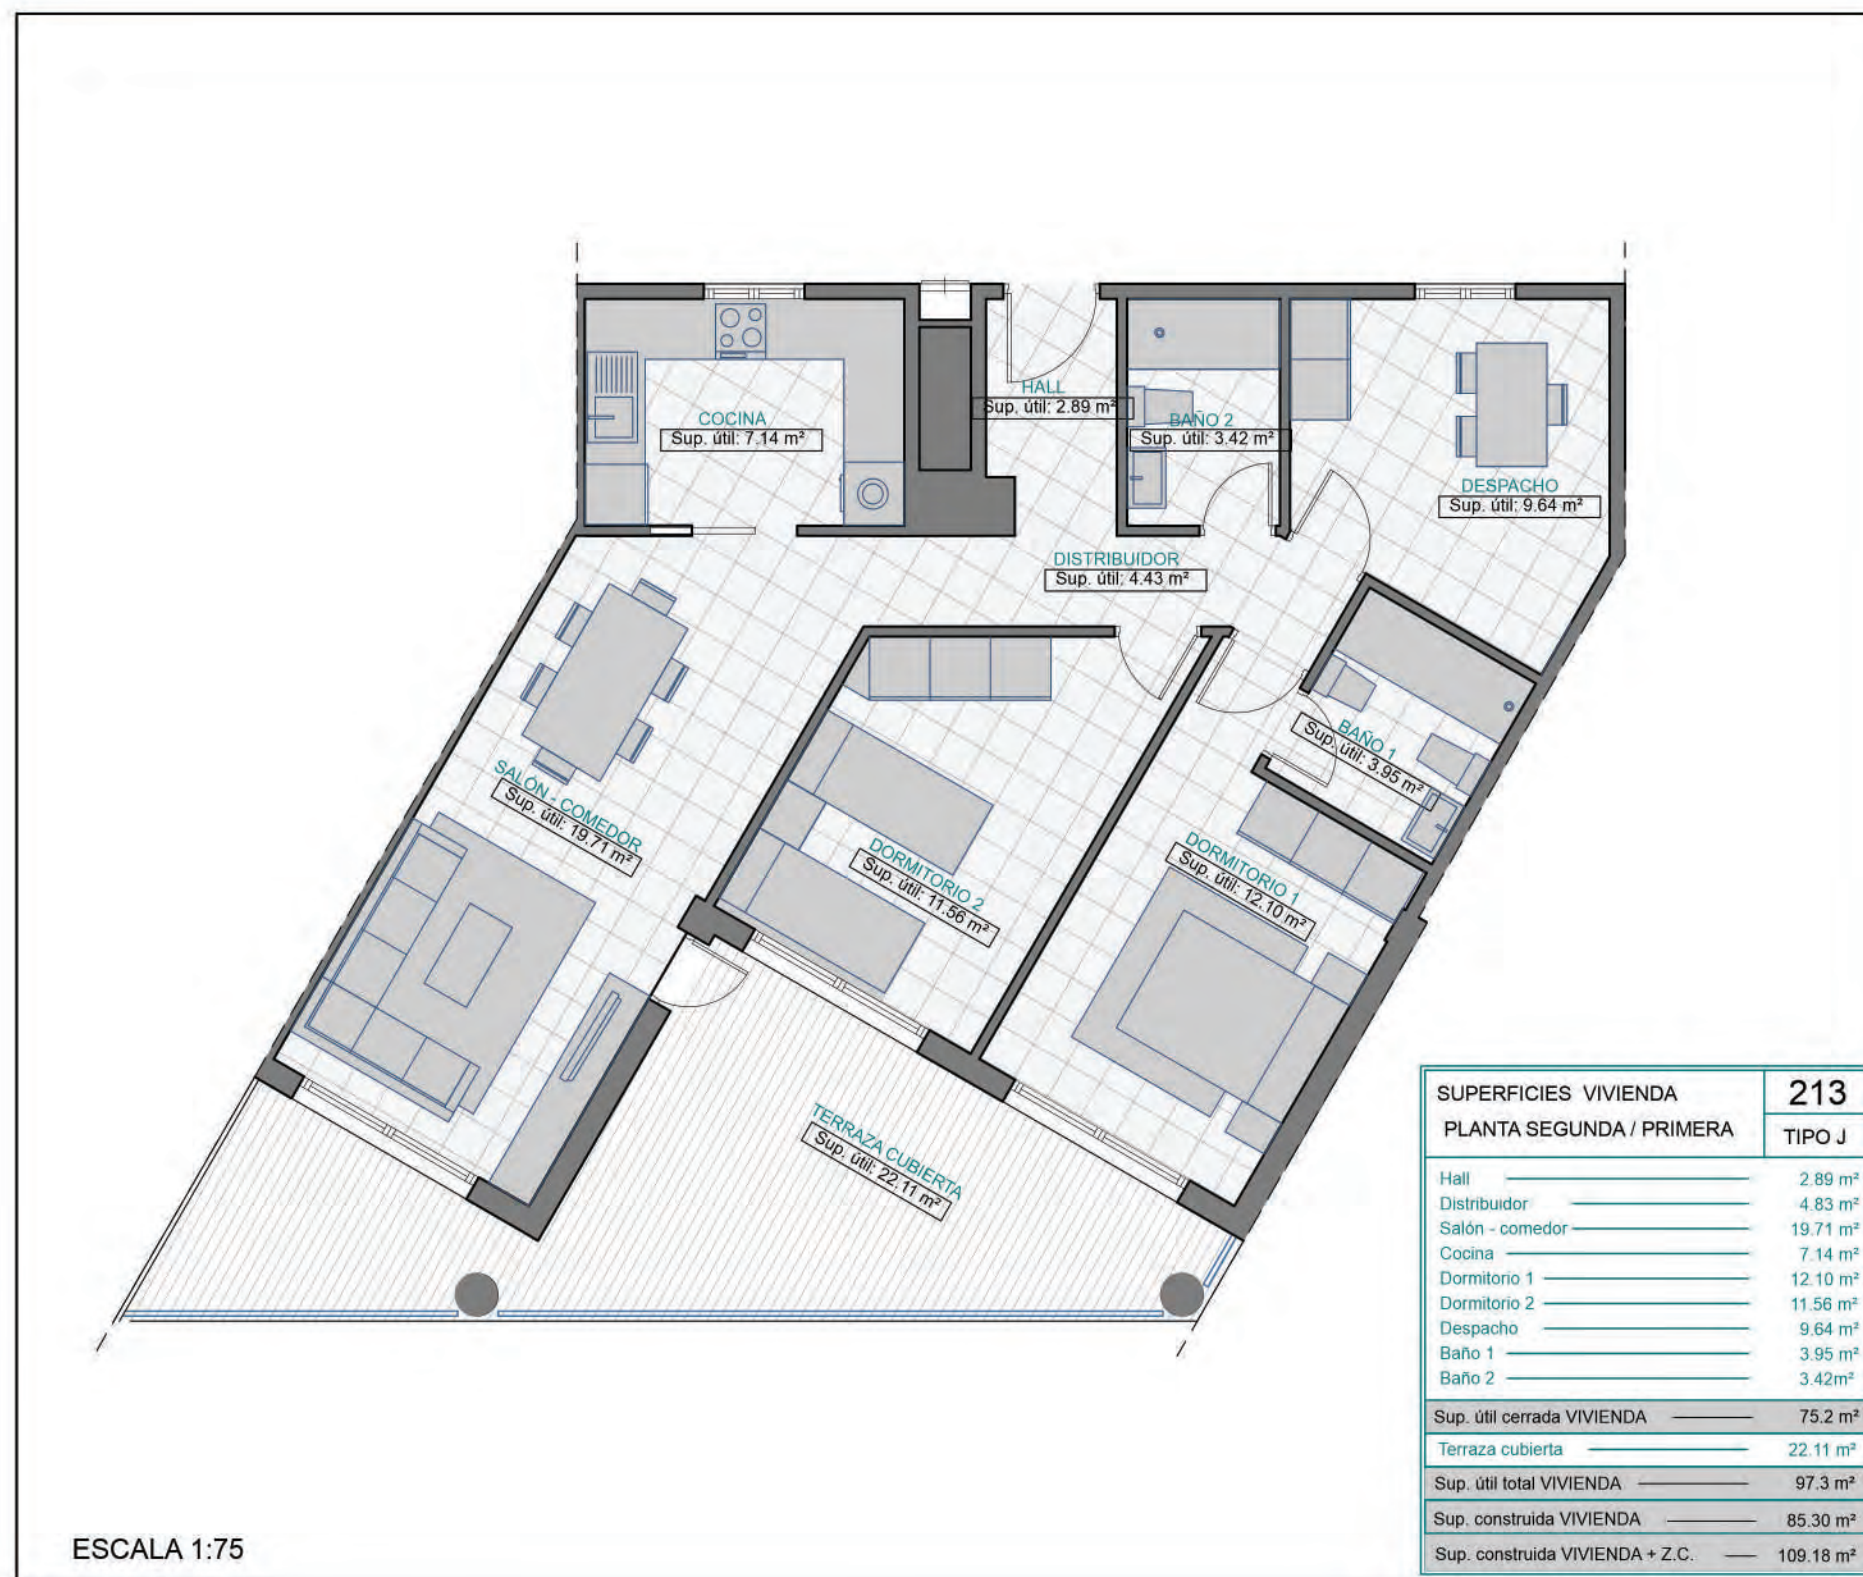 HALL
Sup. útil: 2.89 m²
COCINA
Sup. útil: 7.14 m²
BAÑO 2
Sup. útil: 3.42 m²
DESPACHO
Sup. útil: 9.64 m²
DISTRIBUIDOR
Sup. útil: 4.43 m²
BAÑO 1
Sup. útil: 3.95 m²
SALÓN - COMEDOR
Sup. útil: 19.71 m²
DORMITORIO 2
Sup. útil: 11.56 m²
DORMITORIO 1
Sup. útil: 12.10 m²
TERRAZA CUBIERTA
Sup. útil: 22.11 m²
SUPERFICIES VIVIENDA 213
PLANTA SEGUNDA / PRIMERA TIPO J
Hall 2.89 m²
Distribuidor 4.83 m²
Salón - comedor 19.71 m²
Cocina 7.14 m²
Dormitorio 1 12.10 m²
Dormitorio 2 11.56 m²
Despacho 9.64 m²
Baño 1 3.95 m²
Baño 2 3.42m²
Sup. útil cerrada VIVIENDA 75.2 m²
Terraza cubierta 22.11 m²
Sup. útil total VIVIENDA 97.3 m²
Sup. construida VIVIENDA 85.30 m²
Sup. construida VIVIENDA + Z.C. 109.18 m²
ESCALA 1:75